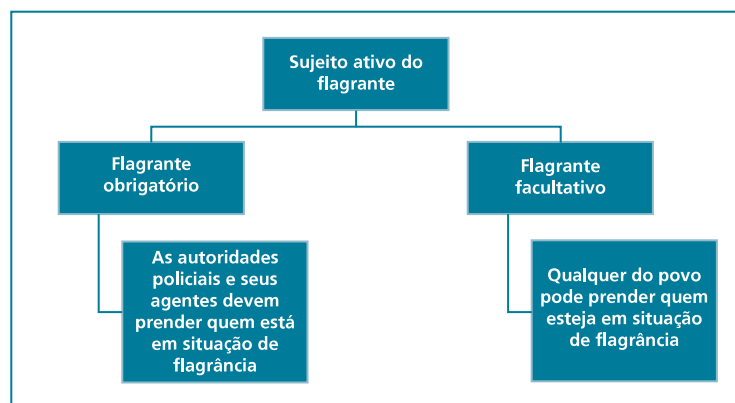 Sujeito ativo do
flagrante
Flagrante
obrigatório
As autoridades
policiais e seus
agentes devem
prender quem está
em situação de
flagrância
Flagrante
facultativo
Qualquer do povo
pode prender quem
esteja em situação
de flagrância